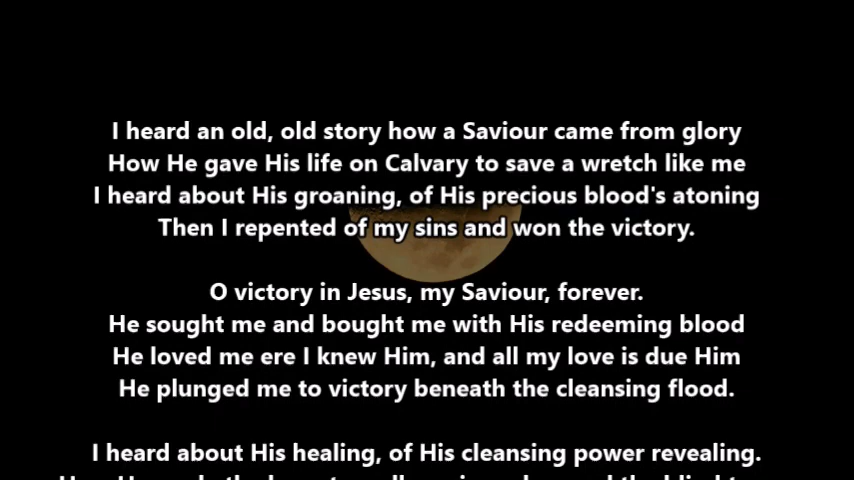 I heard an old, old story how a Saviour came from glory
How He gave His life on Calvary to save a wretch like me
I heard about His groaning, of His precious blood's atoning
Then I repented of my sins and won the victory.
O victory in Jesus, my Saviour, forever.
He sought me and bought me with His redeeming blood
He loved me ere I knew Him, and all my love is due Him
He plunged me to victory beneath the cleansing flood.
I heard about His healing, of His cleansing power revealing.